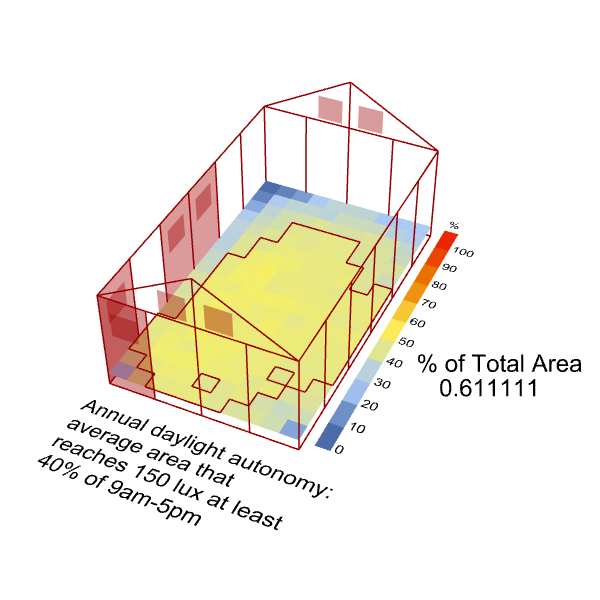 %
100
90
80
70
60
50
40
30
20
10
0
% of Total Area
0.611111
Annual daylight autonomy:
average area that
reaches 150 lux at least
40% of 9am-5pm